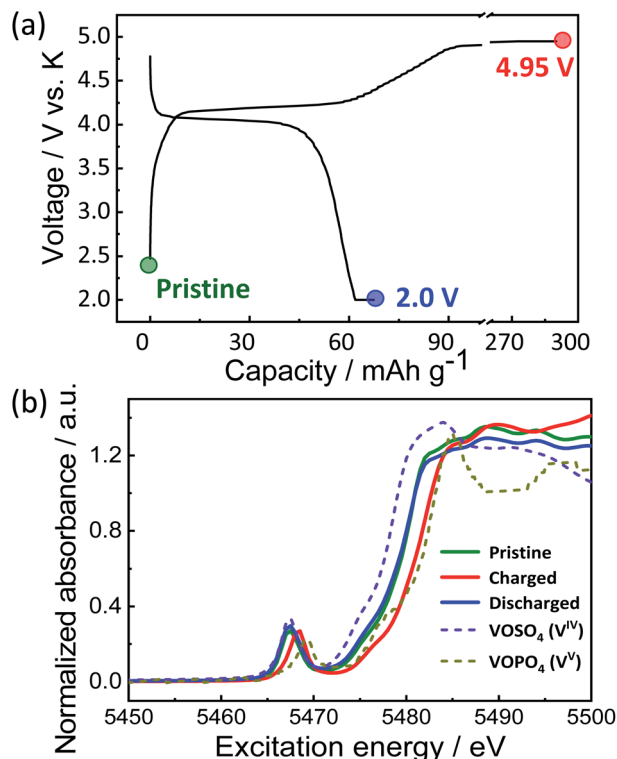 (a)
Voltage / V vs. K
5.0
4.5
4.0
3.5
3.0
2.5
2.0
4.95 V
Pristine
2.0 V
0 30 60 90 270 300
Capacity / mAh g⁻¹
(b)
Normalized absorbance / a.u.
1.2
0.8
0.4
0.0
Pristine
Charged
Discharged
VOSO₄ (Vᴵⱽ)
VOPO₄ (Vⱽ)
5450 5460 5470 5480 5490 5500
Excitation energy / eV